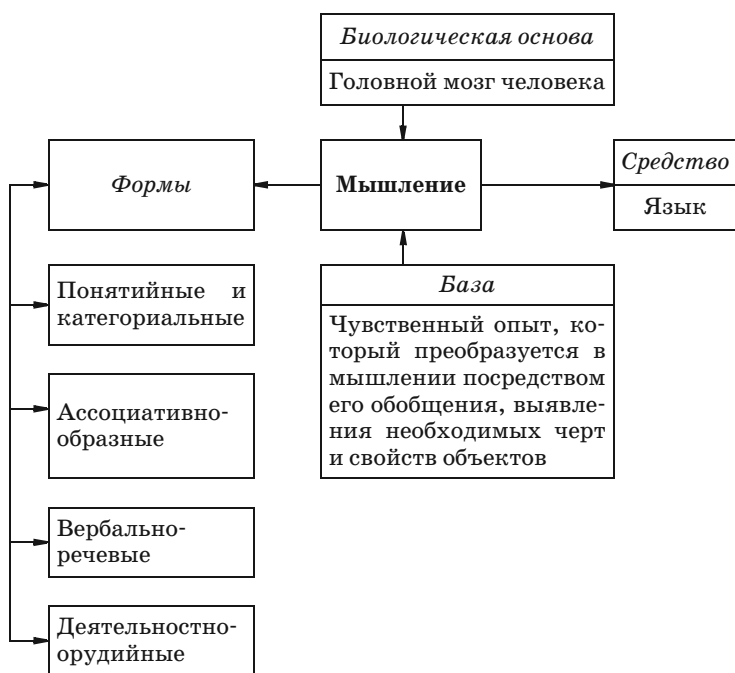 Биологическая основа
Головной мозг человека
Формы
Мышление
Средство
Язык
База
Чувственный опыт, ко-
торый преобразуется в
мышлении посредством
его обобщения, выявле-
ния необходимых черт
и свойств объектов
Понятийные и
категориальные
Ассоциативно-
образные
Вербально-
речевые
Деятельностно-
орудийные